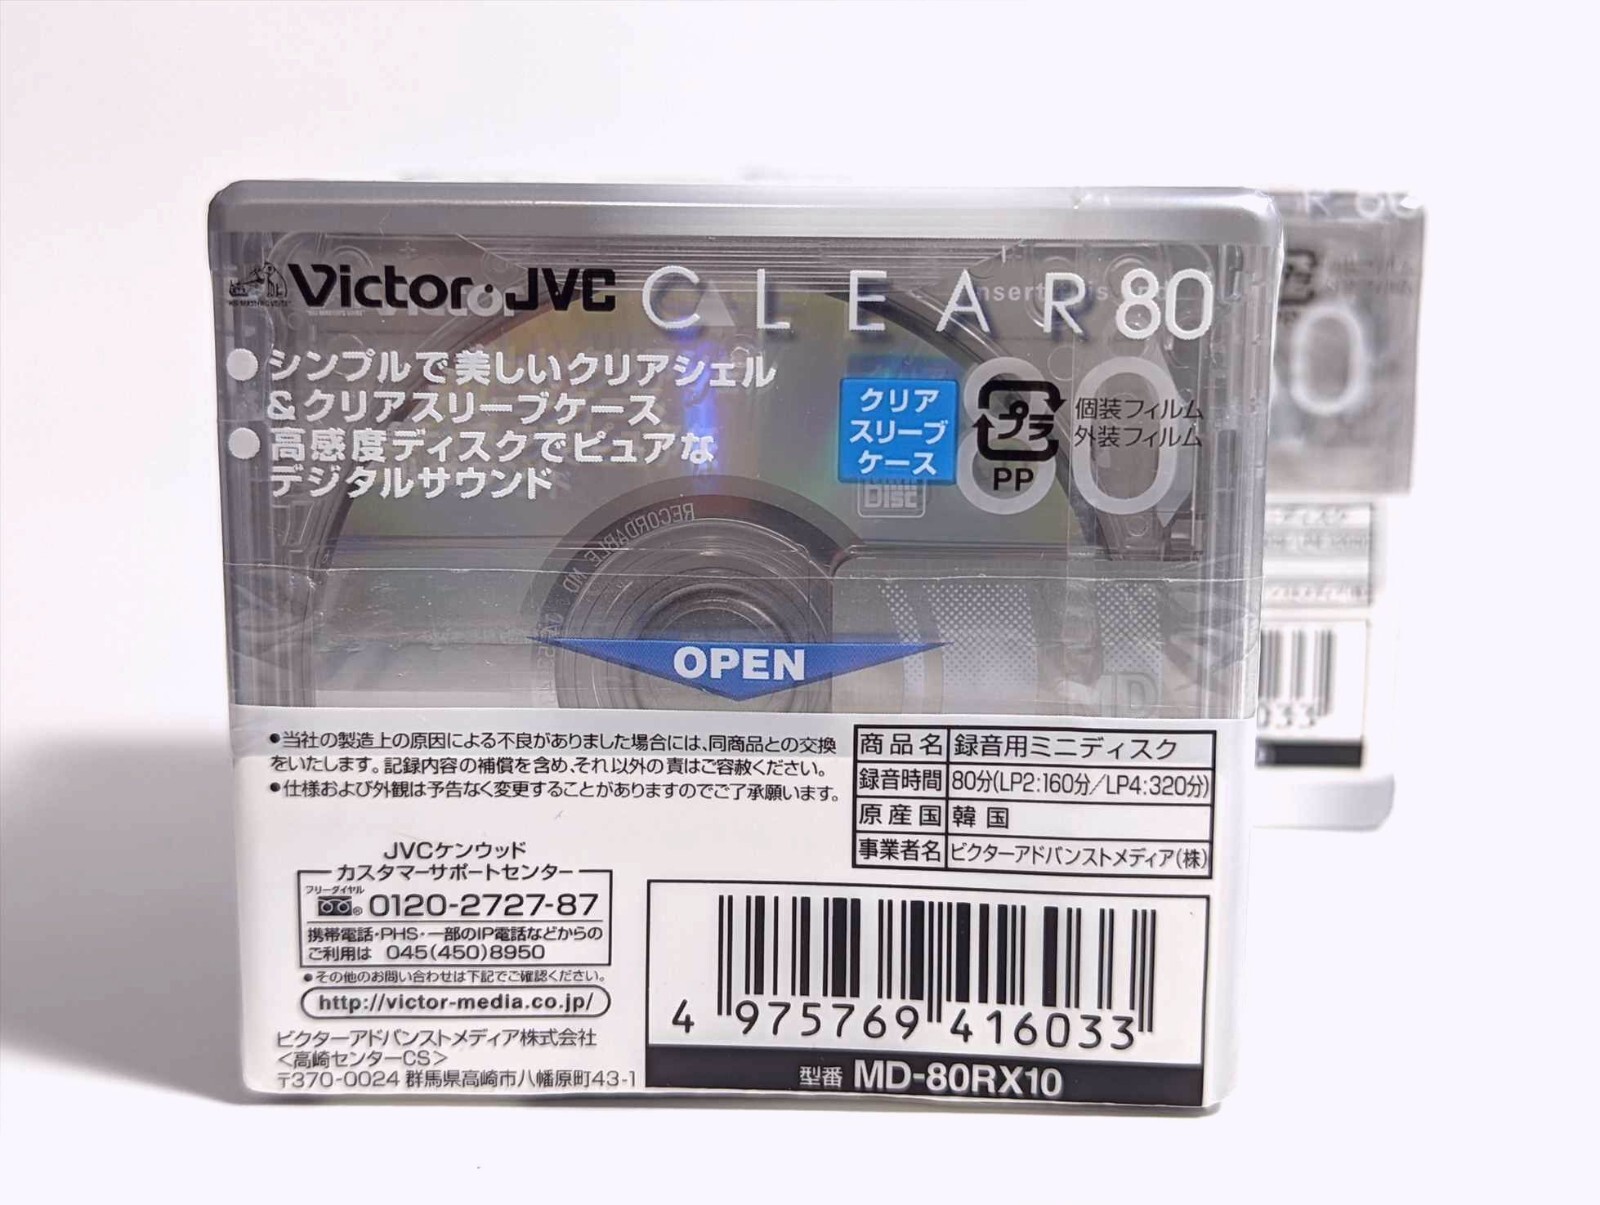 Victor・JVC CLEAR 80
●シンプルで美しいクリアシェル
&クリアスリーブケース
●高感度ディスクでピュアな
デジタルサウンド
クリア
スリーブ
ケース
プラ
PP
個装フィルム
外装フィルム
80
Disc
RECORDABLE MD
MD
OPEN
●当社の製造上の原因による不良がありました場合には、同商品との交換
をいたします。記録内容の補償を含め、それ以外の責はご容赦ください。
●仕様および外観は予告なく変更することがありますのでご了承願います。
商品名 録音用ミニディスク
録音時間 80分(LP2:160分/LP4:320分)
原産国 韓国
事業者名 ビクターアドバンストメディア(株)
JVCケンウッド
カスタマーサポートセンター
フリーダイヤル
0120-2727-87
携帯電話・PHS・一部のIP電話などからの
ご利用は 045(450)8950
●その他のお問い合わせは下記でご確認ください。
http://victor-media.co.jp/
ビクターアドバンストメディア株式会社
<高崎センターCS>
〒370-0024 群馬県高崎市八幡原町43-1
4 975769 416033
型番 MD-80RX10
R 80
80
033